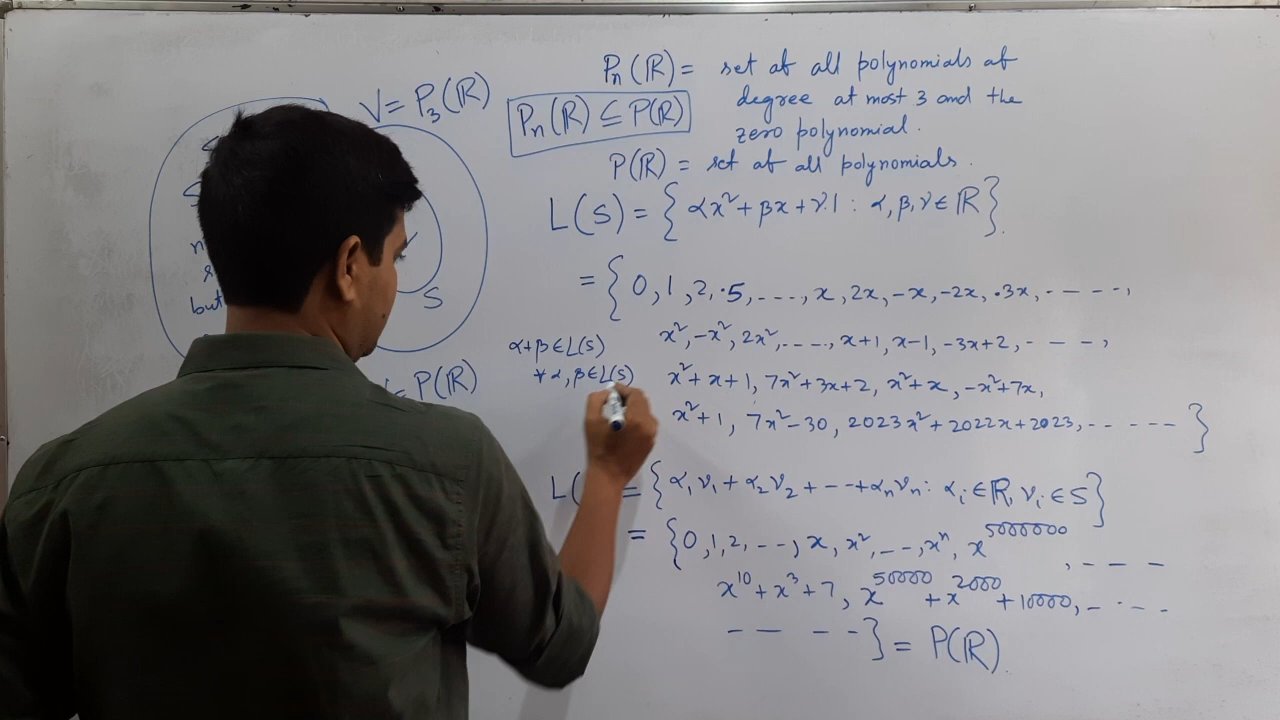 V = P₃(ℝ)
S
= P(ℝ)
Pₙ(ℝ) ⊆ P(ℝ)
Pₙ(ℝ) = set of all polynomials of
degree at most 3 and the
zero polynomial.
P(ℝ) = set of all polynomials.
L(S) = {αx² + βx + γ.1 : α, β, γ ∈ ℝ}.
= {0, 1, 2, .5, ..., x, 2x, -x, -2x, .3x, - - - - -,
x², -x², 2x², ...., x+1, x-1, -3x+2, - - - -,
x²+x+1, 7x²+3x+2, x²+x, -x²+7x,
x²+1, 7x²-30, 2023x²+2022x+2023, - - - - - - }
α+β ∈ L(S)
∀ α, β ∈ L(S)
L( = {α₁v₁ + α₂v₂ + --- + αₙvₙ : αᵢ ∈ ℝ, vᵢ ∈ S}
= {0, 1, 2, ---, x, x², ---, xⁿ, x⁵⁰⁰⁰⁰⁰⁰, - - - -
x¹⁰ + x³ + 7, x⁵⁰⁰⁰⁰ + x²⁰⁰⁰ + 10000, - - - -
- - - - } = P(ℝ).